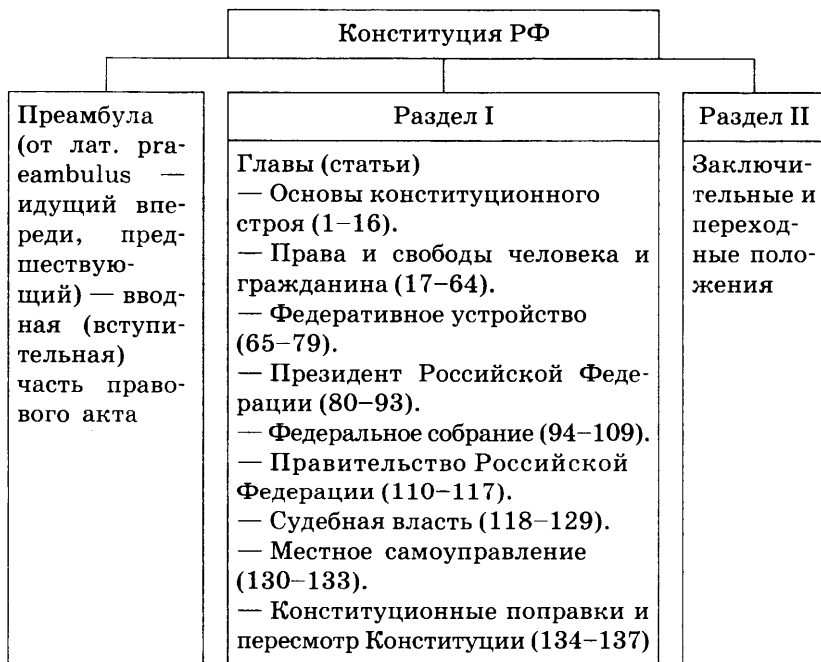 Конституция РФ
Преамбула
(от лат. pra-
eambulus —
идущий впе-
реди, пред-
шествую-
щий) — ввод-
ная (вступи-
тельная)
часть право-
вого акта
Раздел I
Главы (статьи)
— Основы конституционного
строя (1–16).
— Права и свободы человека и
гражданина (17–64).
— Федеративное устройство
(65–79).
— Президент Российской Феде-
рации (80–93).
— Федеральное собрание (94–109).
— Правительство Российской
Федерации (110–117).
— Судебная власть (118–129).
— Местное самоуправление
(130–133).
— Конституционные поправки и
пересмотр Конституции (134–137)
Раздел II
Заключи-
тельные и
переход-
ные поло-
жения